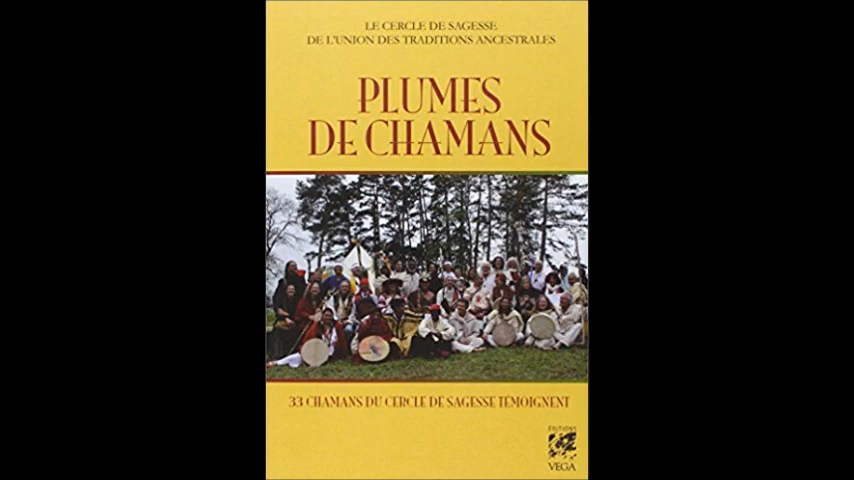 LE CERCLE DE SAGESSE
DE L'UNION DES TRADITIONS ANCESTRALES
PLUMES
DE CHAMANS
33 CHAMANS DU CERCLE DE SAGESSE TÉMOIGNENT
ÉDITIONS
VEGA